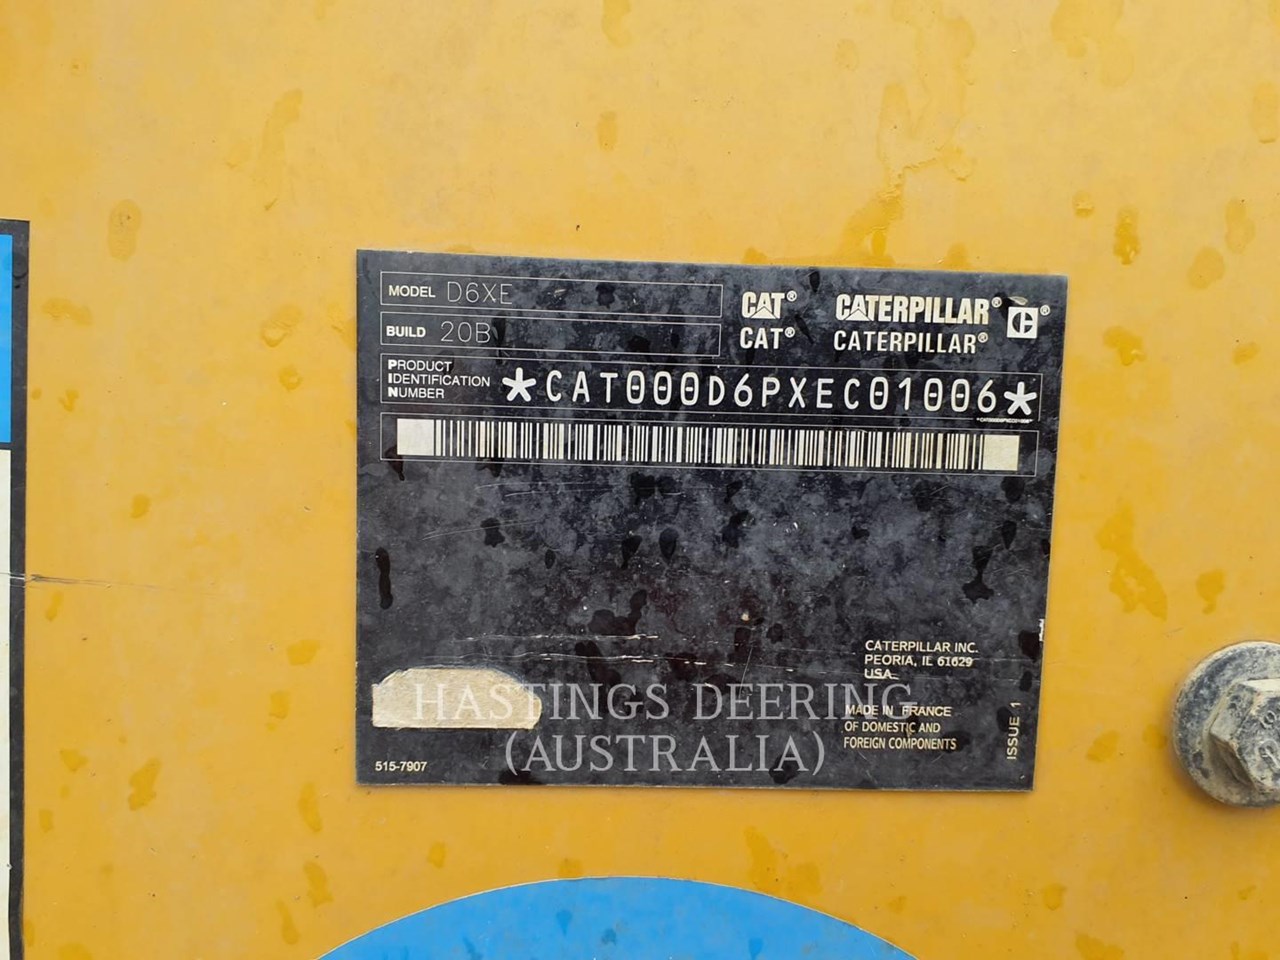 MODEL D6XE
BUILD 20B
CAT® CATERPILLAR®
CAT® CATERPILLAR®
PRODUCT
IDENTIFICATION
NUMBER
*CAT000D6PXEC01006*
CATERPILLAR INC.
PEORIA, IL 61629
USA
MADE IN FRANCE
OF DOMESTIC AND
FOREIGN COMPONENTS
ISSUE 1
515-7907
HASTINGS DEERING
(AUSTRALIA)